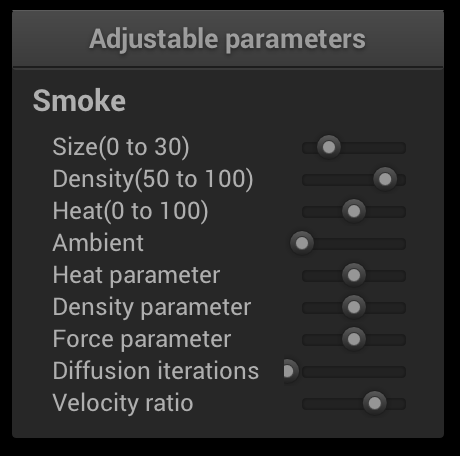 Adjustable parameters
Smoke
Size(0 to 30)
Density(50 to 100)
Heat(0 to 100)
Ambient
Heat parameter
Density parameter
Force parameter
Diffusion iterations
Velocity ratio